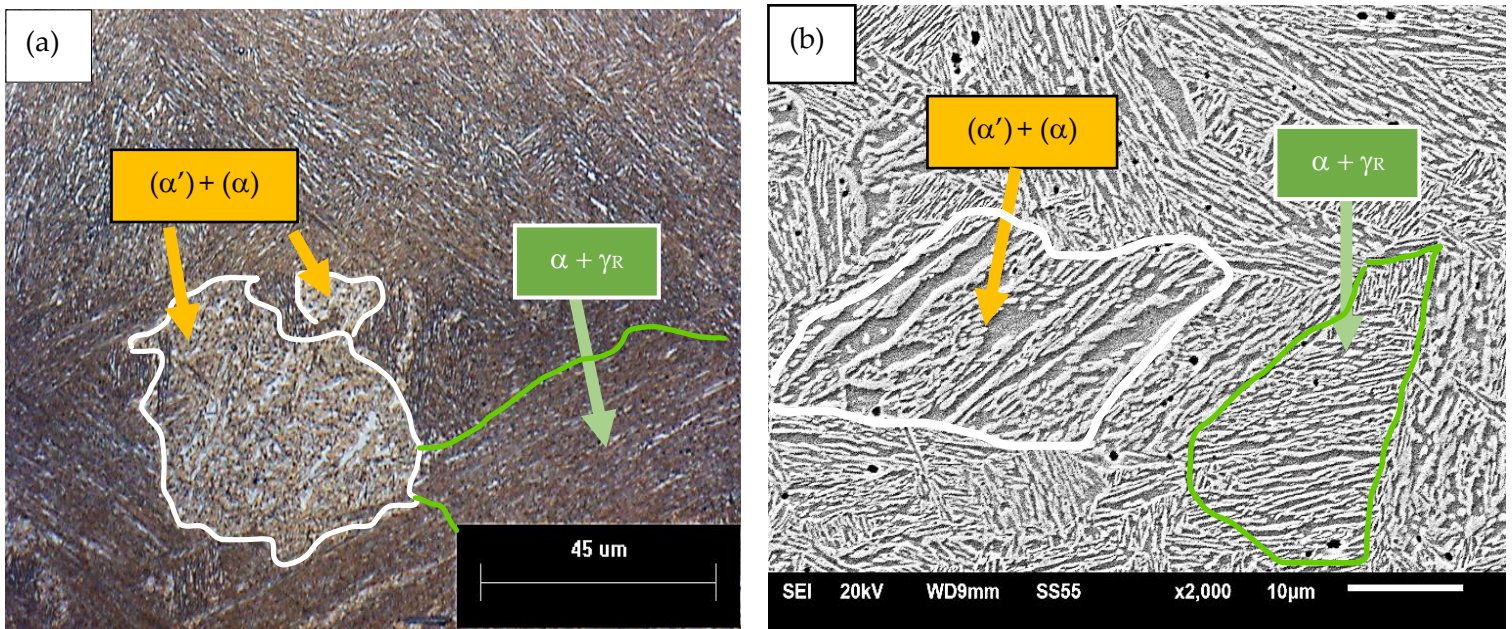 (a)
(α’) + (α)
α + γR
45 um
(b)
(α’) + (α)
α + γR
SEI 20kV WD9mm SS55 x2,000 10µm